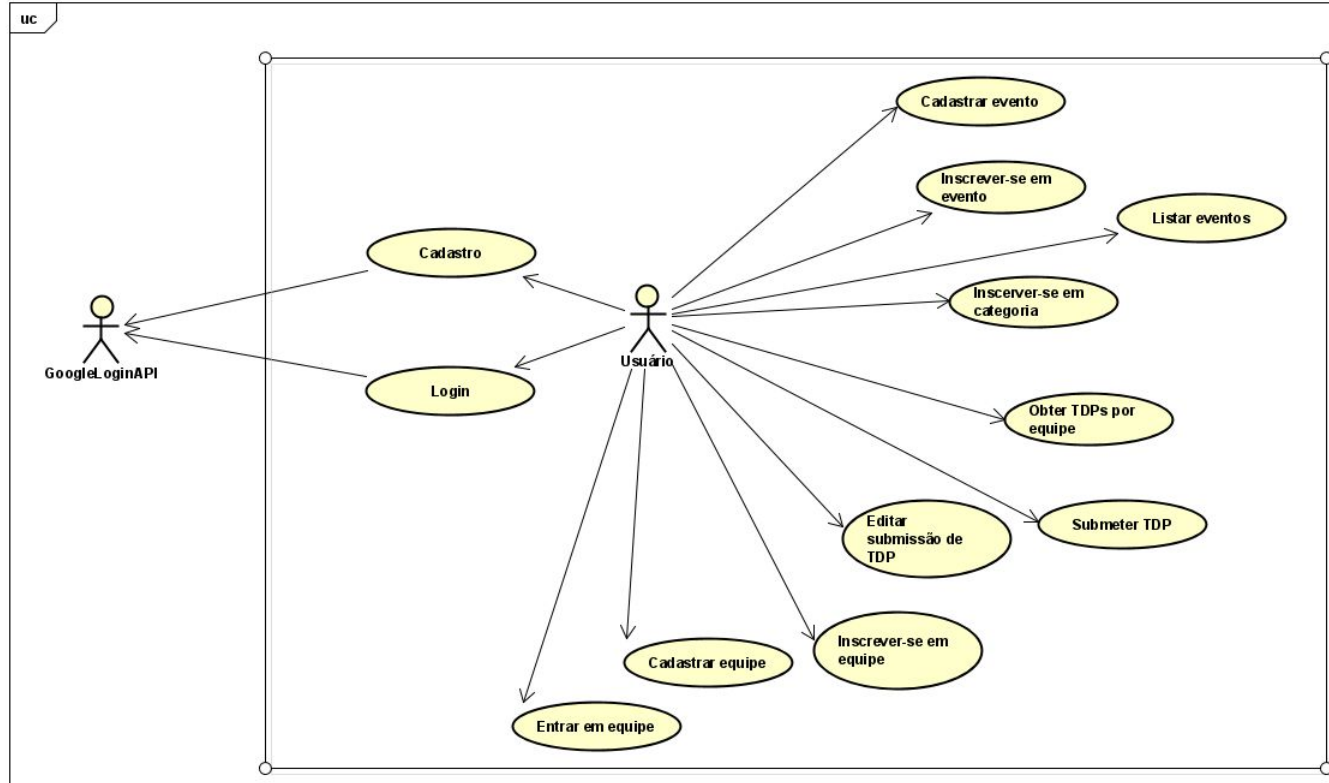 uc
Cadastrar evento
Inscrever-se em
evento
Listar eventos
Cadastro
Inscerver-se em
categoria
GoogleLoginAPI
Usuário
Login
Obter TDPs por
equipe
Editar
submissão de
TDP
Submeter TDP
Inscrever-se em
equipe
Cadastrar equipe
Entrar em equipe